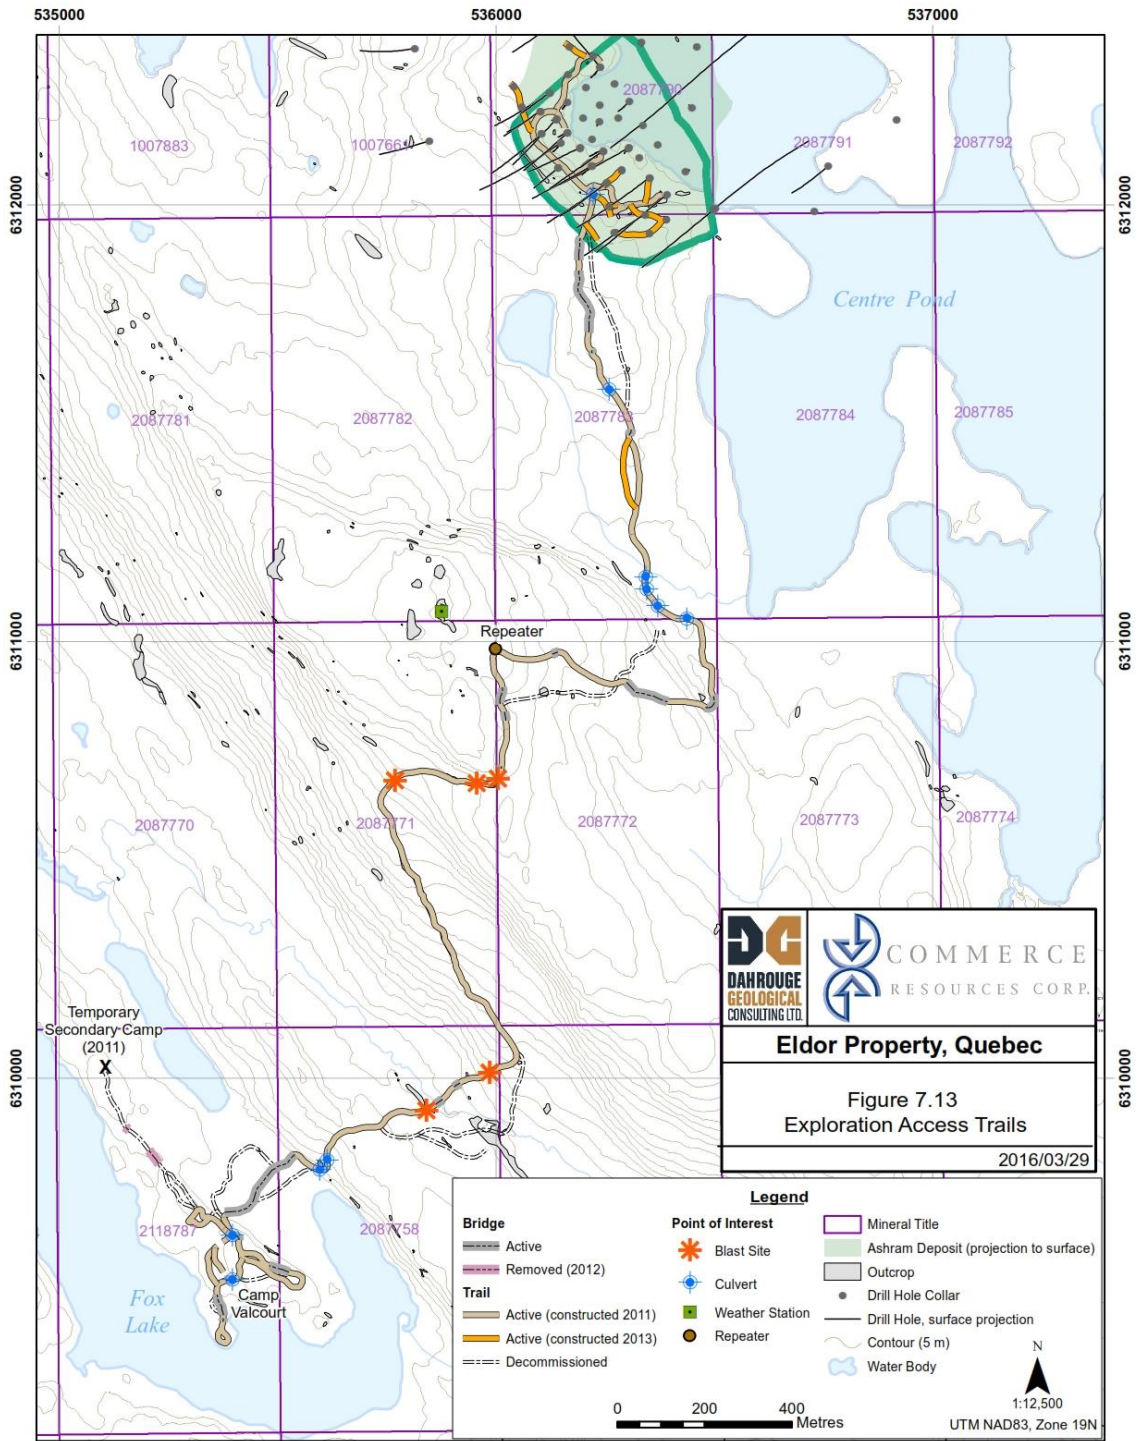 535000
536000
537000
2087790
1007883
1007661
2087791
2087792
6312000
6312000
Centre Pond
2087781
2087782
2087783
2087784
2087785
6311000
6311000
Repeater
2087770
2087771
2087772
2087773
2087774
DAHROUGE
GEOLOGICAL
CONSULTING LTD.
COMMERCE
RESOURCES CORP.
Eldor Property, Quebec
Figure 7.13
Exploration Access Trails
2016/03/29
Temporary
Secondary Camp
(2011)
X
6310000
2118787
2087758
Camp
Valcourt
Fox
Lake
Legend
Bridge
Active
Removed (2012)
Trail
Active (constructed 2011)
Active (constructed 2013)
Decommissioned
Point of Interest
Blast Site
Culvert
Weather Station
Repeater
Mineral Title
Ashram Deposit (projection to surface)
Outcrop
Drill Hole Collar
Drill Hole, surface projection
Contour (5 m)
Water Body
N
1:12,500
0 200 400 Metres
UTM NAD83, Zone 19N
6310000